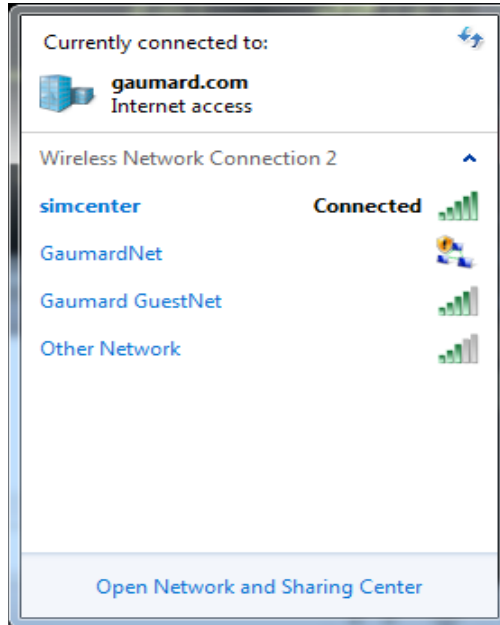 Currently connected to:
gaumard.com
Internet access
Wireless Network Connection 2
simcenter Connected
GaumardNet
Gaumard GuestNet
Other Network
Open Network and Sharing Center